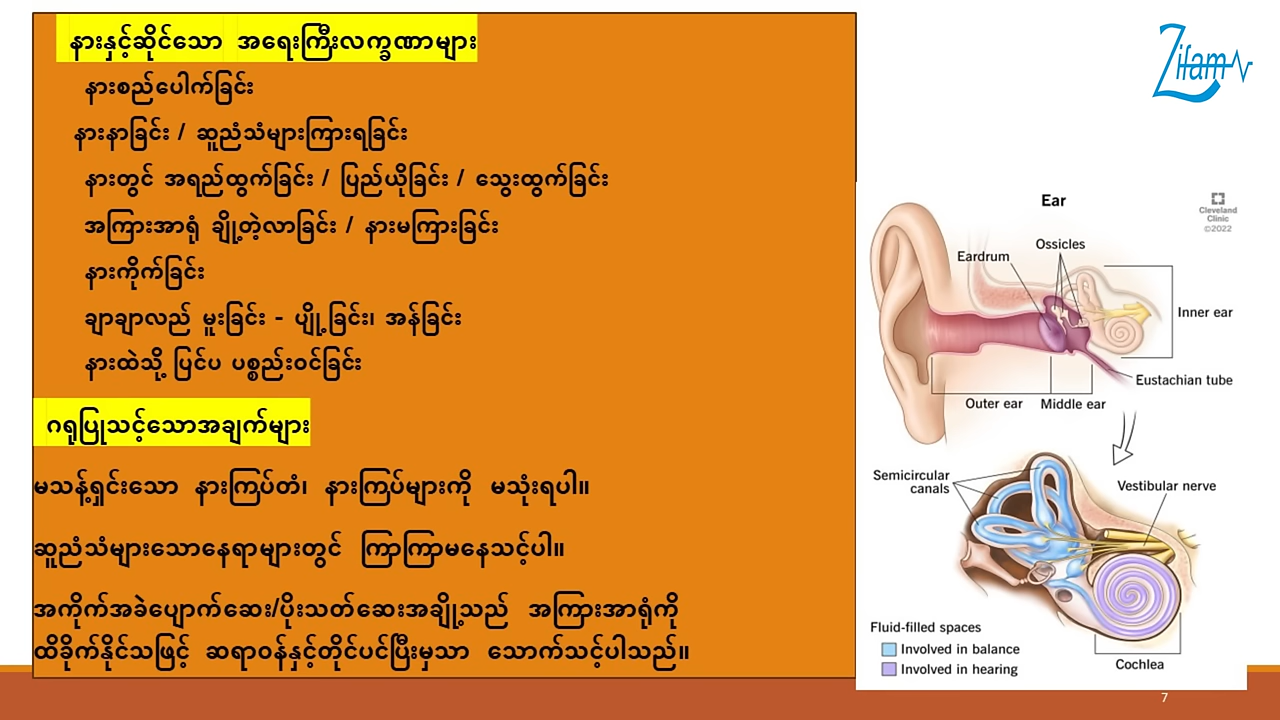 နားနှင့်ဆိုင်သော အရေးကြီးလက္ခဏာများ
နားစည်ပေါက်ခြင်း
နားနာခြင်း / ဆူညံသံများကြားရခြင်း
နားတွင် အရည်ထွက်ခြင်း / ပြည်ယိုခြင်း / သွေးထွက်ခြင်း
အကြားအာရုံ ချို့တဲ့လာခြင်း / နားမကြားခြင်း
နားကိုက်ခြင်း
ချာချာလည် မူးခြင်း - ပျို့ခြင်း၊ အန်ခြင်း
နားထဲသို့ ပြင်ပ ပစ္စည်းဝင်ခြင်း
ဂရုပြုသင့်သောအချက်များ
မသန့်ရှင်းသော နားကြပ်တံ၊ နားကြပ်များကို မသုံးရပါ။
ဆူညံသံများသောနေရာများတွင် ကြာကြာမနေသင့်ပါ။
အကိုက်အခဲပျောက်ဆေး/ပိုးသတ်ဆေးအချို့သည် အကြားအာရုံကို
ထိခိုက်နိုင်သဖြင့် ဆရာဝန်နှင့်တိုင်ပင်ပြီးမှသာ သောက်သင့်ပါသည်။
Zifam
Ear
Cleveland
Clinic
©2022
Ossicles
Eardrum
Inner ear
Eustachian tube
Outer ear
Middle ear
Semicircular
canals
Vestibular nerve
Fluid-filled spaces
Involved in balance
Involved in hearing
Cochlea
7